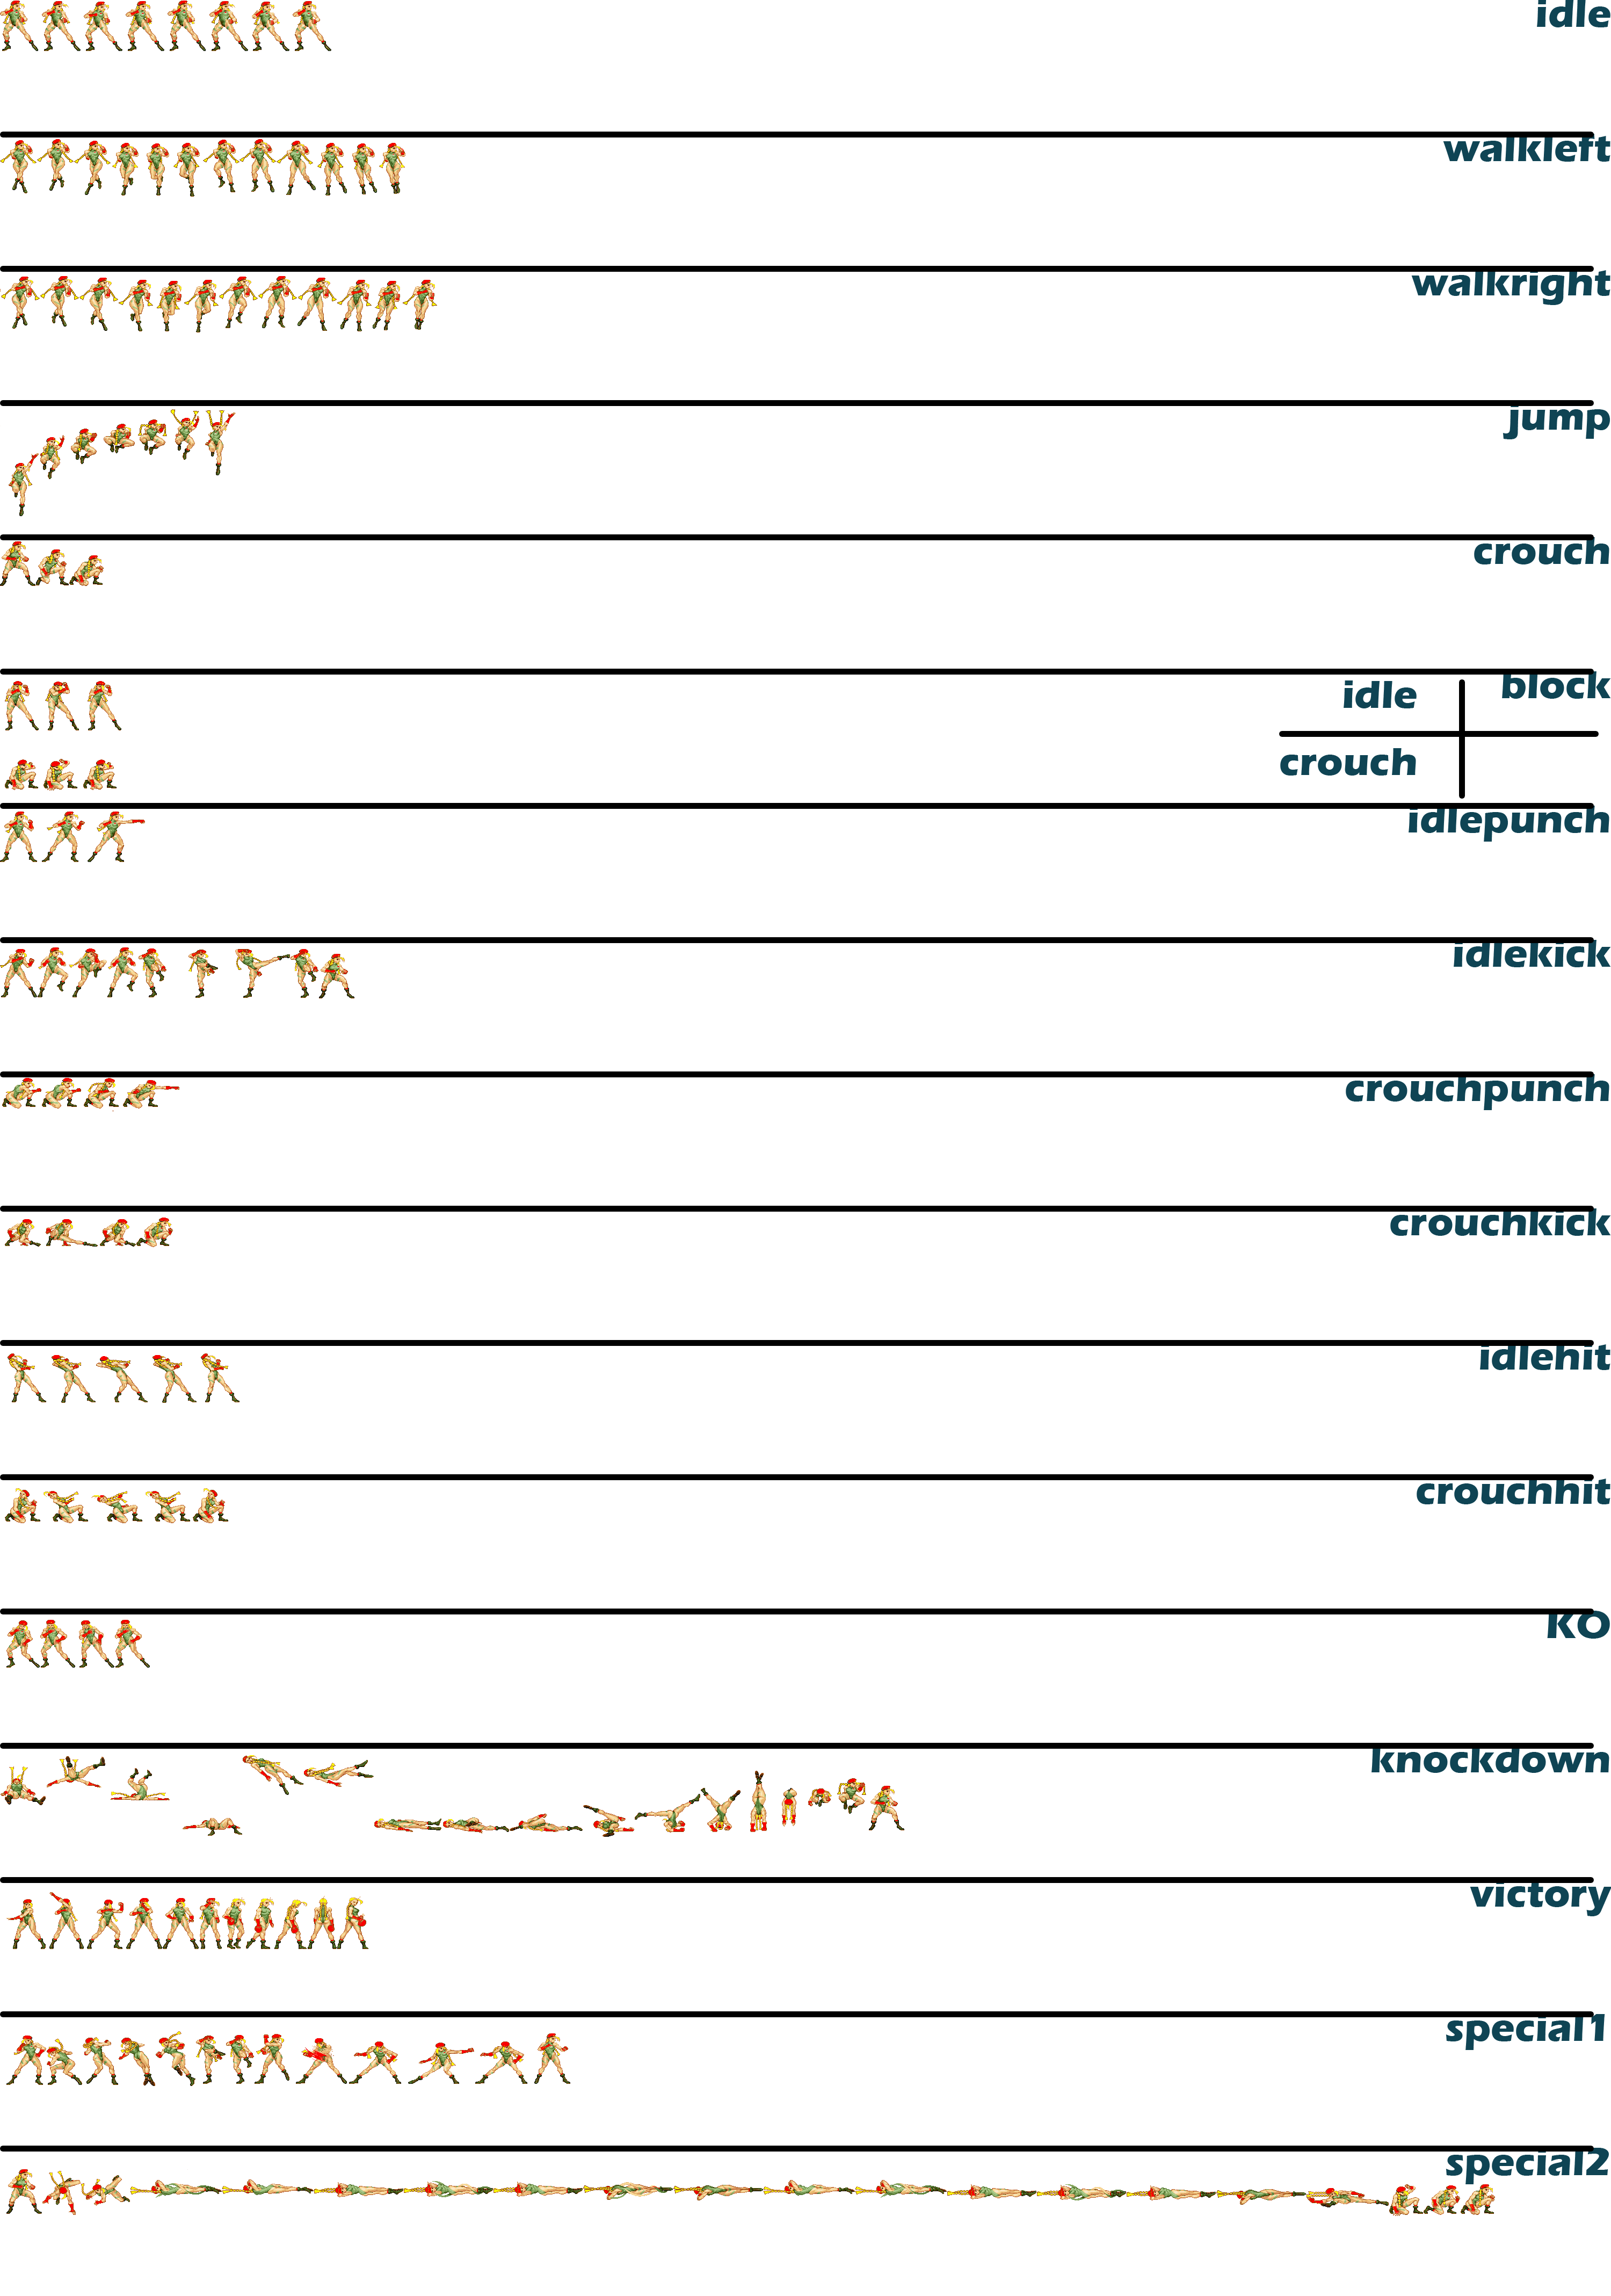 idle
walkleft
walkright
jump
crouch
block
idle
crouch
idlepunch
idlekick
crouchpunch
crouchkick
idlehit
crouchhit
KO
knockdown
victory
special1
special2